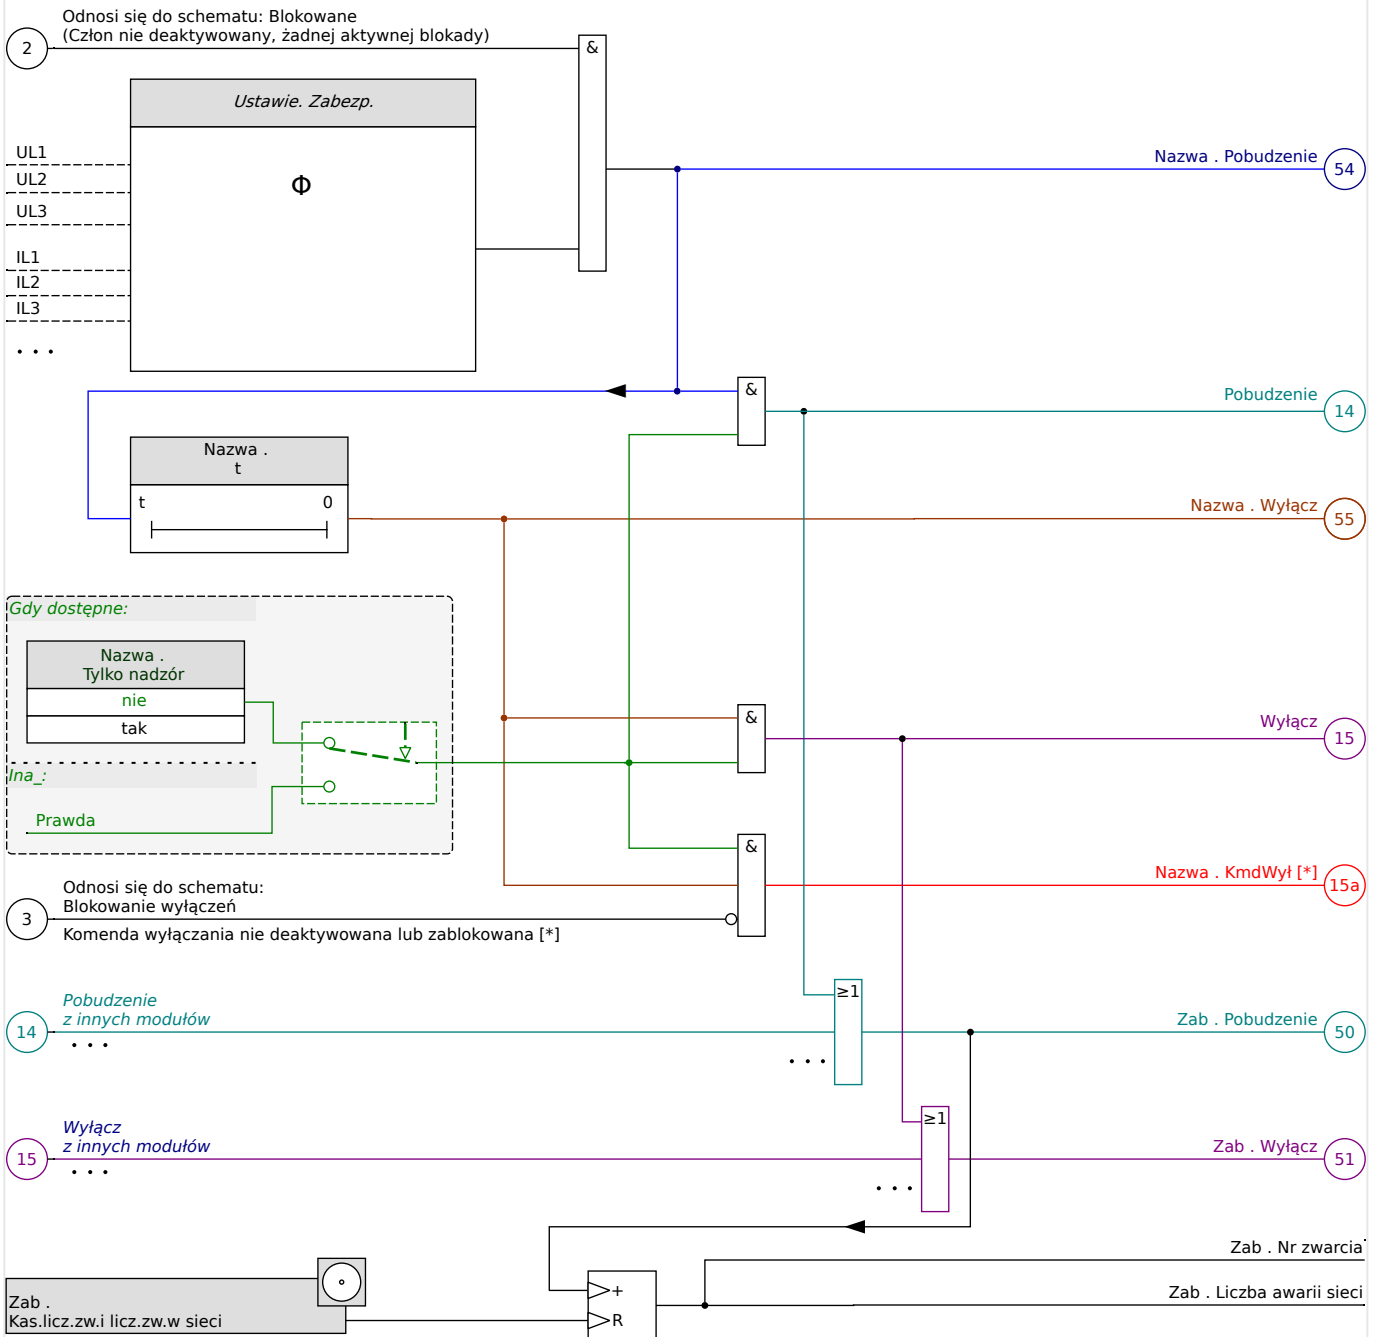 Odnosi się do schematu: Blokowane
(Człon nie deaktywowany, żadnej aktywnej blokady)
2
&
Ustawie. Zabezp.
Φ
UL1
UL2
UL3
IL1
IL2
IL3
Nazwa . Pobudzenie
54
&
Pobudzenie
14
Nazwa .
t
t 0
Nazwa . Wyłącz
55
Gdy dostępne:
Nazwa .
Tylko nadzór
nie
tak
Ina_:
Prawda
&
Wyłącz
15
&
Nazwa . KmdWył [*]
15a
Odnosi się do schematu:
Blokowanie wyłączeń
3
Komenda wyłączania nie deaktywowana lub zablokowana [*]
Pobudzenie
z innych modułów
14
≥1
Zab . Pobudzenie
50
Wyłącz
z innych modułów
15
≥1
Zab . Wyłącz
51
Zab . Nr zwarcia
Zab . Liczba awarii sieci
Zab .
Kas.licz.zw.i licz.zw.w sieci
+
R